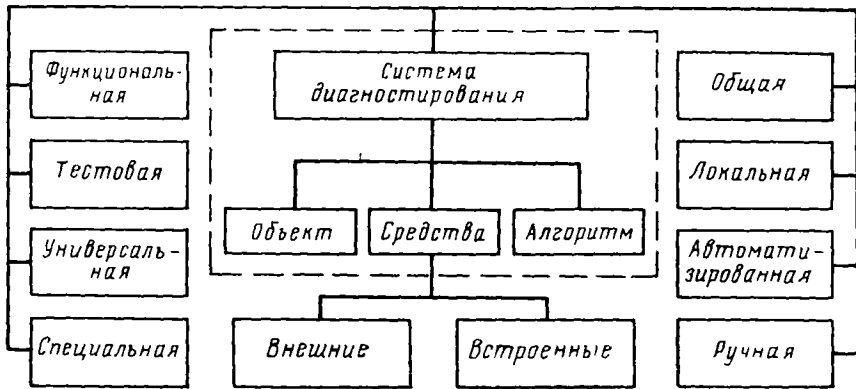 Функциональ-
ная
Тестовая
Универсаль-
ная
Специальная
Система
диагностирования
Объект
Средства
Алгоритм
Внешние
Встроенные
Общая
Локальная
Автомати-
зированная
Ручная